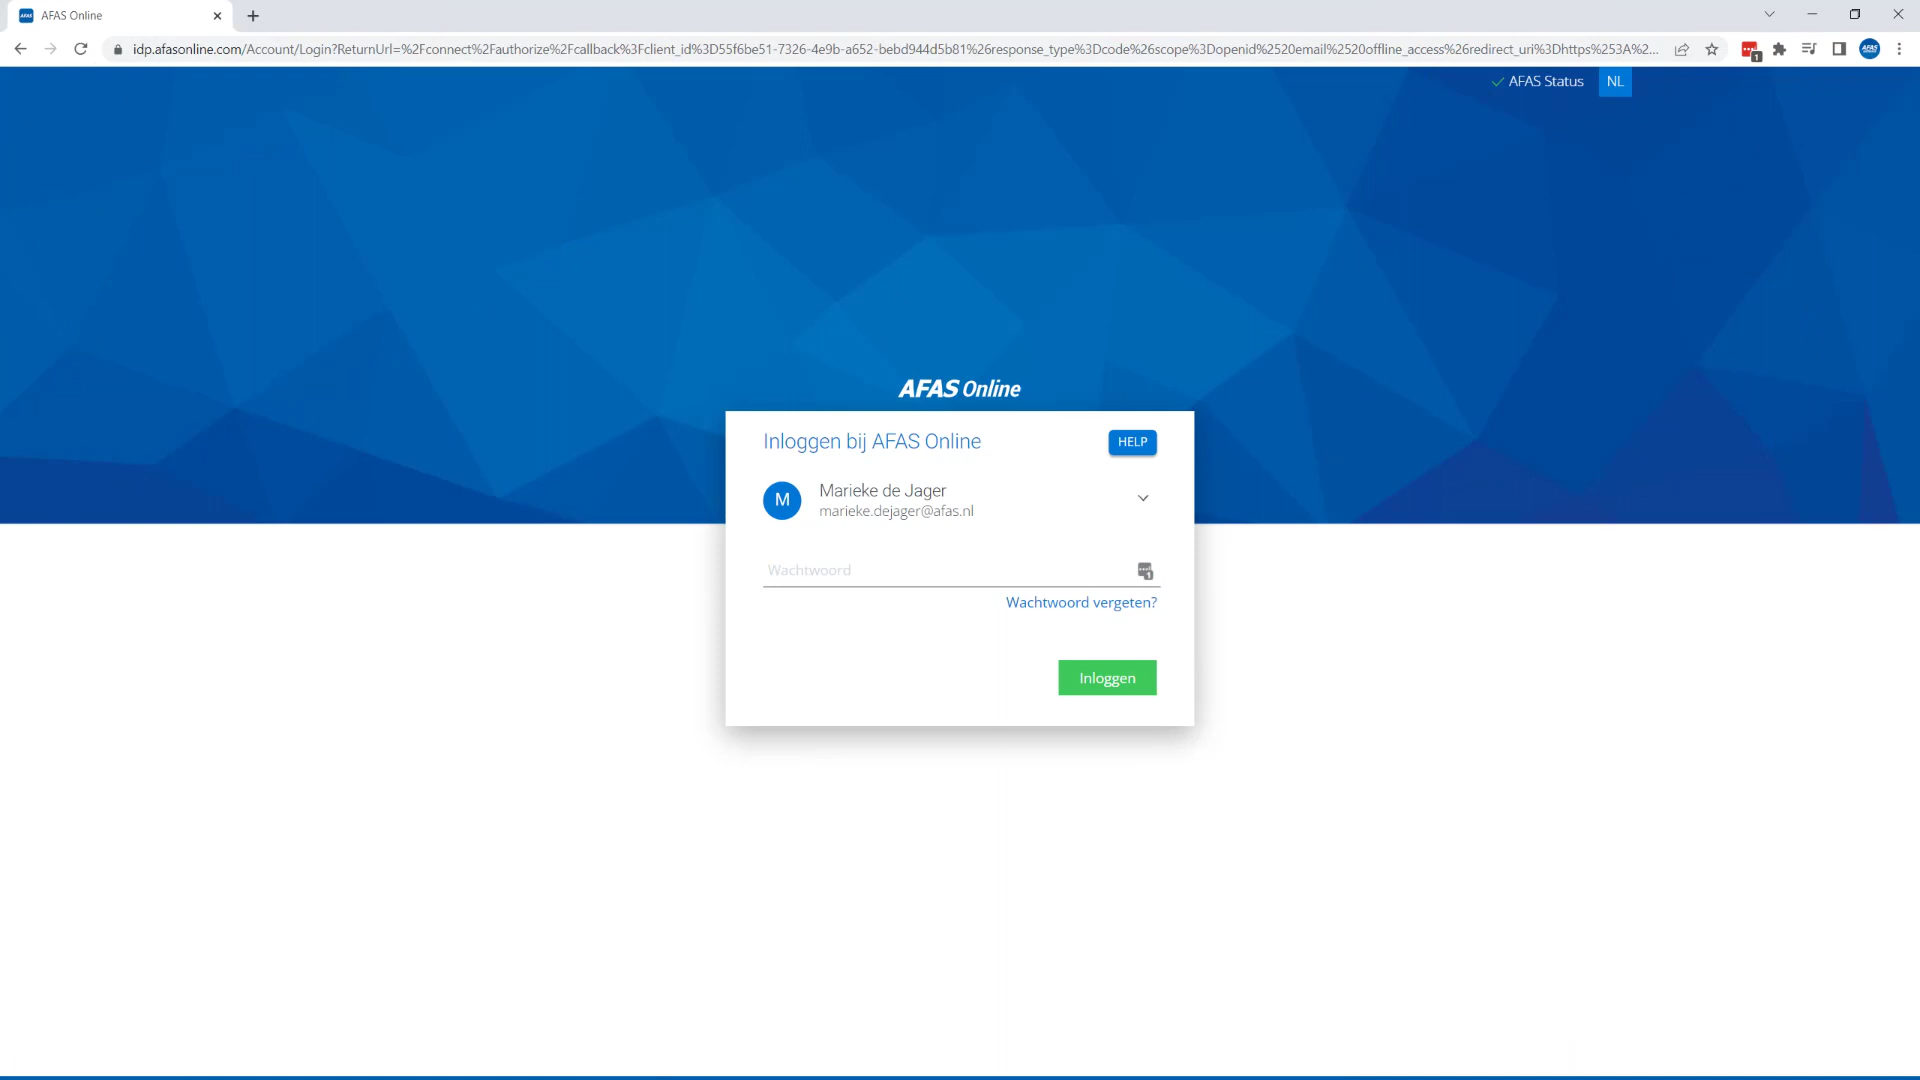 AFAS Online
idp.afasonline.com/Account/Login?ReturnUrl=%2Fconnect%2Fauthorize%2Fcallback%3Fclient_id%3D55f6be51-7326-4e9b-a652-bebd944d5b81%26response_type%3Dcode%26scope%3Dopenid%2520email%2520offline_access%26redirect_uri%3Dhttps%253A%2...
AFAS Status NL
AFAS Online
Inloggen bij AFAS Online HELP
M Marieke de Jager
marieke.dejager@afas.nl
Wachtwoord
Wachtwoord vergeten?
Inloggen